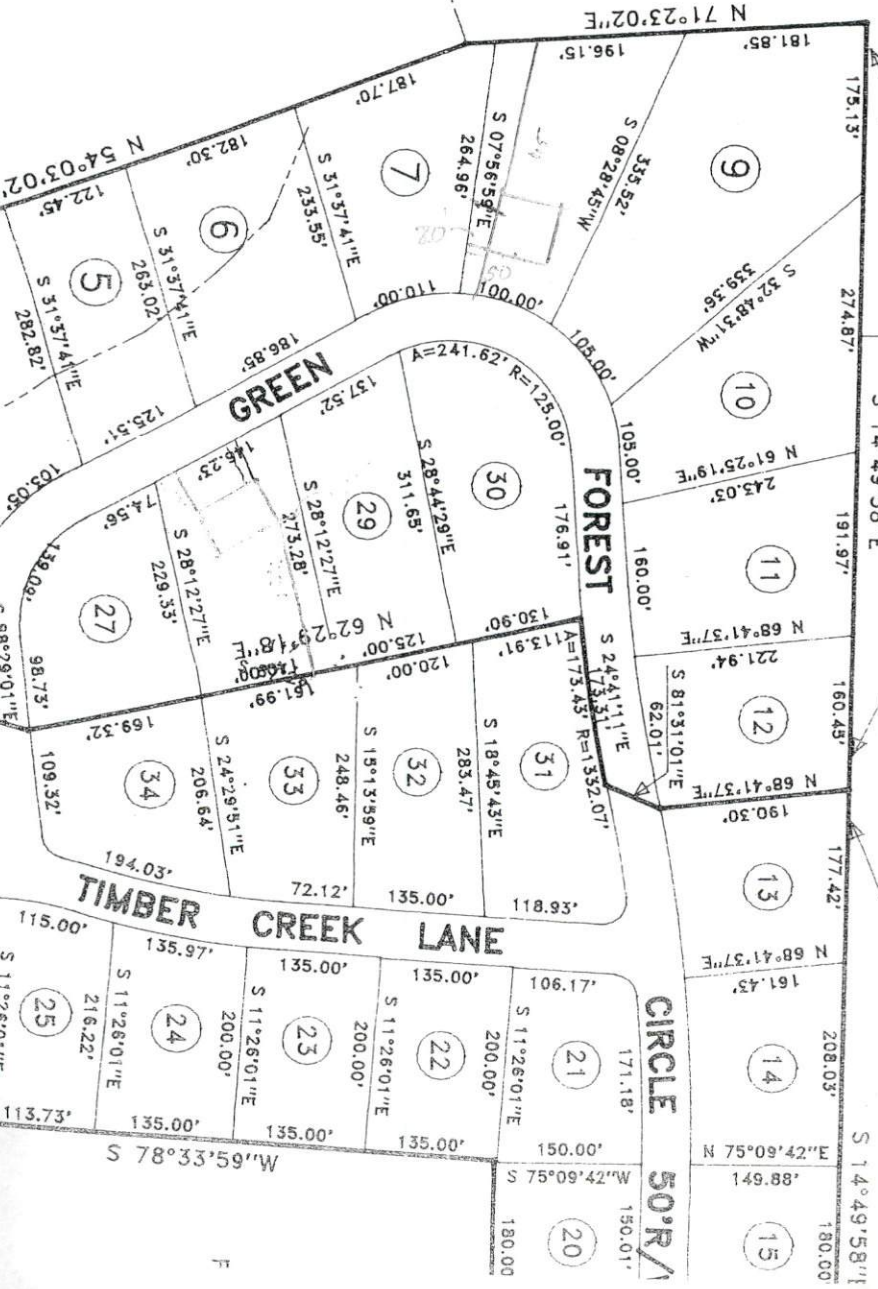 N 71°23'02"E
181.85'
196.15'
175.13'
187.70'
S 07°56'59"E
264.96'
S 08°28'45"W
335.52'
9
7
N 54°03'02"
182.30'
S 31°37'41"E
233.55'
6
122.45'
S 31°37'41"E
263.02
5
S 31°37'41"E
282.82'
S 32°48'31"W
339.36'
274.87'
10
100.00'
110.00'
105.00'
105.00'
186.85'
125.51'
105.05'
GREEN
A=241.62' R=125.00'
137.52'
146.23'
74.56'
139.09'
N 61°25'19"E
243.03'
191.97'
11
160.00'
FOREST
176.91'
30
S 28°44'29"E
311.65'
29
S 28°12'27"E
273.28'
S 28°12'27"E
229.33'
27
98.73'
N 62°29'18"E
125.00'
130.90'
N 68°41'37"E
221.94'
160.45'
12
S 24°41'11"E
173.31'
S 81°31'01"E
62.01'
A=173.43' R=1332.07'
113.91'
120.00'
161.99'
169.32'
N 68°41'37"E
190.30'
31
S 18°45'43"E
283.47'
32
S 15°13'59"E
248.46'
33
S 24°29'51"E
206.64'
34
109.32'
194.03'
72.12'
135.00'
118.93'
177.42'
13
N 68°41'37"E
161.43'
TIMBER CREEK LANE
115.00'
135.97'
135.00'
135.00'
106.17'
CIRCLE 50'R/
208.03'
14
171.18'
21
S 11°26'01"E
200.00'
22
S 11°26'01"E
200.00'
23
S 11°26'01"E
200.00'
24
S 11°26'01"E
216.22'
25
113.73'
135.00'
135.00'
135.00'
150.00'
S 78°33'59"W
S 75°09'42"W
N 75°09'42"E
149.88'
S 14°49'58"E
180.00'
15
150.01'
20
180.00